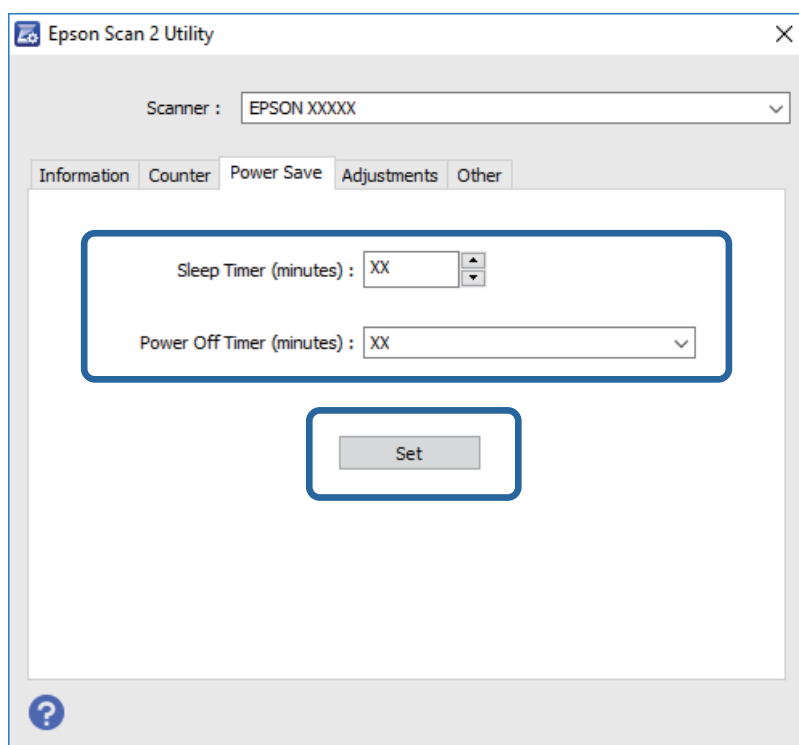 Epson Scan 2 Utility
Scanner : EPSON XXXXX
Information Counter Power Save Adjustments Other
Sleep Timer (minutes) : XX
Power Off Timer (minutes) : XX
Set
?